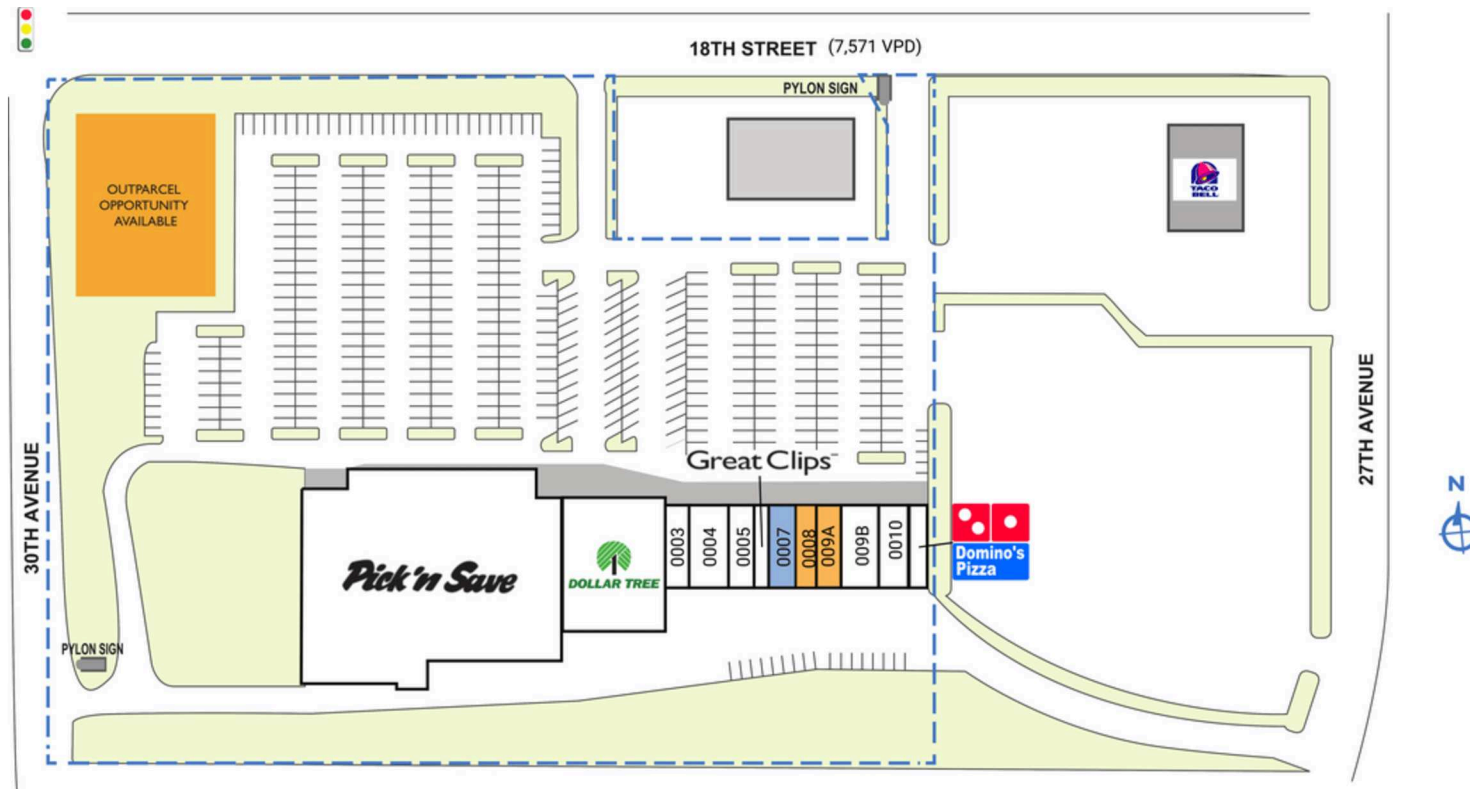 18TH STREET (7,571 VPD)
PYLON SIGN
OUTPARCEL
OPPORTUNITY
AVAILABLE
TACO
BELL
30TH AVENUE
27TH AVENUE
N
Great Clips
Pick'n Save
DOLLAR TREE
0003
0004
0005
0007
0008
009A
009B
0010
Domino's
Pizza
PYLON SIGN